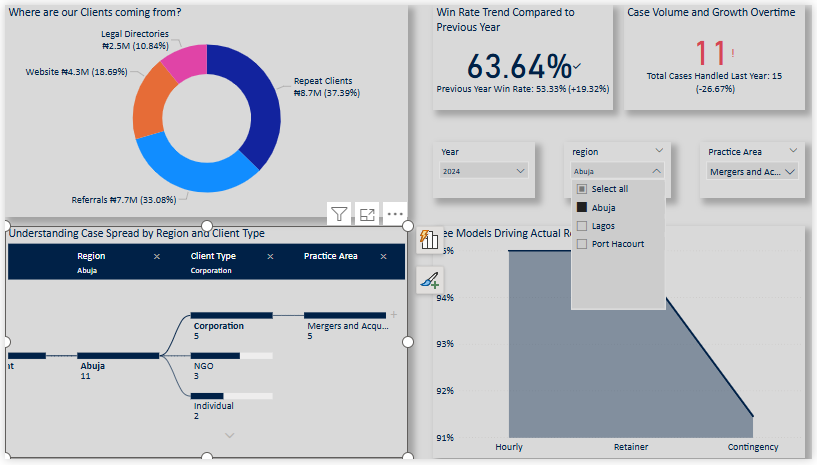 Where are our Clients coming from?
Legal Directories
₦2.5M (10.84%)
Website ₦4.3M (18.69%)
Repeat Clients
₦8.7M (37.39%)
Referrals ₦7.7M (33.08%)
Win Rate Trend Compared to
Previous Year
63.64%
Previous Year Win Rate: 53.33% (+19.32%)
Case Volume and Growth Overtime
11!
Total Cases Handled Last Year: 15
(-26.67%)
Year
2024
region
Abuja
Select all
Abuja
Lagos
Port Hacourt
Practice Area
Mergers and Ac...
Understanding Case Spread by Region and Client Type
Region
Abuja
Client Type
Corporation
Practice Area
Abuja
11
Corporation
5
NGO
3
Individual
2
Mergers and Acqu...
5
ee Models Driving Actual R
5%
94%
93%
92%
91%
Hourly
Retainer
Contingency